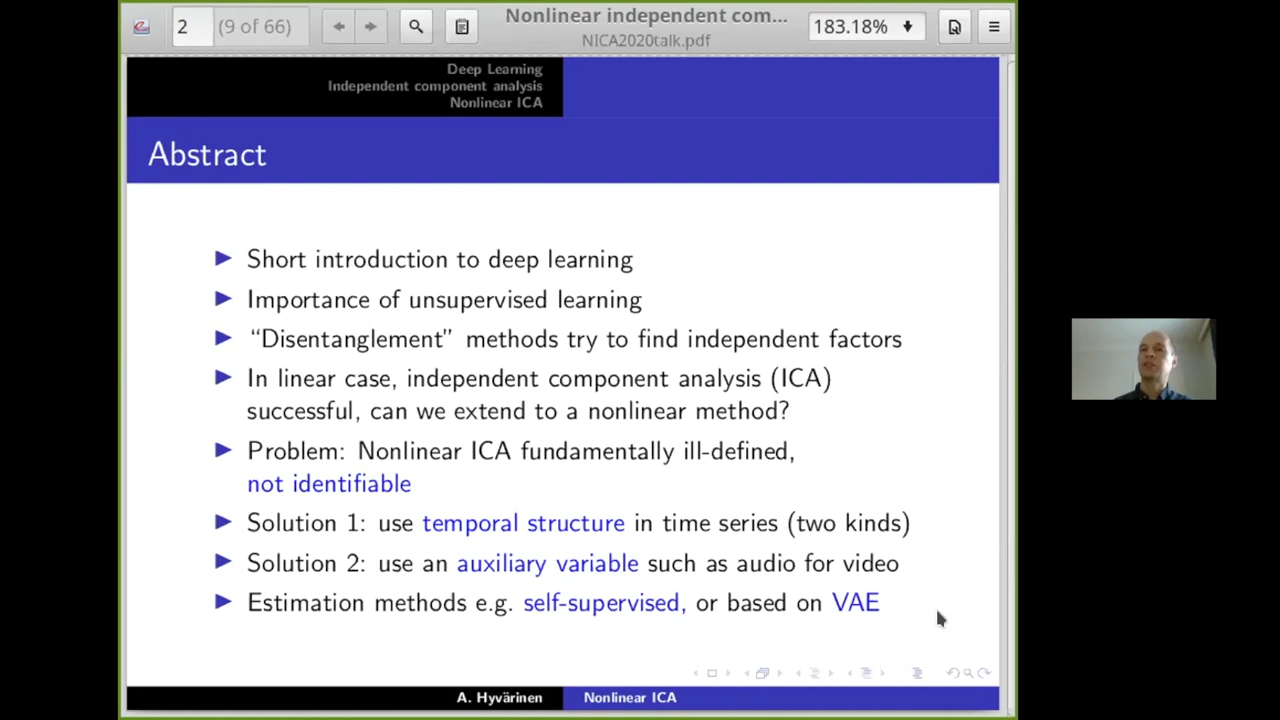 2 (9 of 66)
Nonlinear independent com...
NICA2020talk.pdf
183.18%
Deep Learning
Independent component analysis
Nonlinear ICA
Abstract
Short introduction to deep learning
Importance of unsupervised learning
“Disentanglement” methods try to find independent factors
In linear case, independent component analysis (ICA)
successful, can we extend to a nonlinear method?
Problem: Nonlinear ICA fundamentally ill-defined,
not identifiable
Solution 1: use temporal structure in time series (two kinds)
Solution 2: use an auxiliary variable such as audio for video
Estimation methods e.g. self-supervised, or based on VAE
A. Hyvärinen Nonlinear ICA